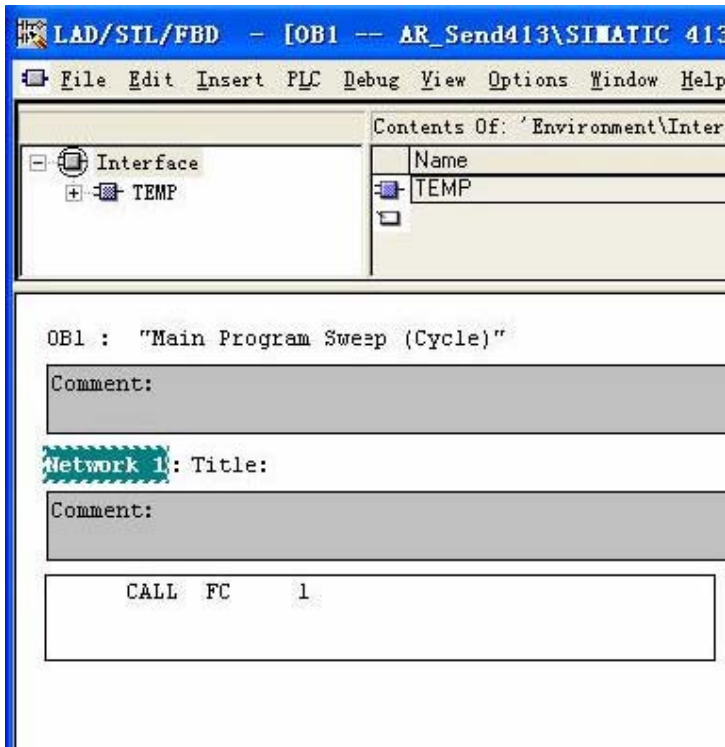 LAD/STL/FBD - [OB1 -- AR_Send413\SIMATIC 413
File Edit Insert PLC Debug View Options Window Help
Contents Of: 'Environment\Inter
Interface
Name
TEMP
TEMP
OB1 : "Main Program Sweep (Cycle)"
Comment:
Network 1: Title:
Comment:
CALL FC 1